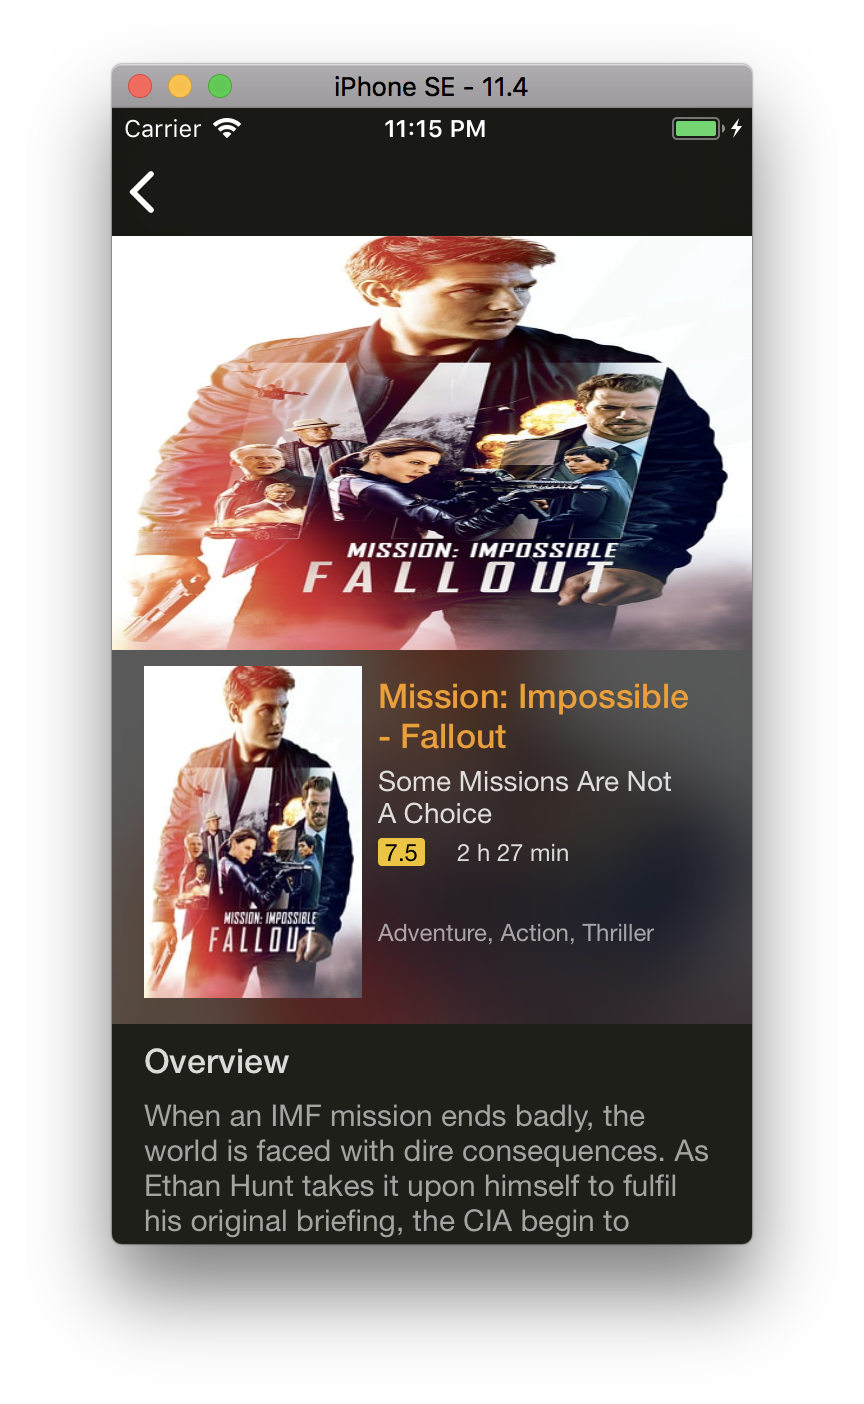 iPhone SE - 11.4
Carrier
11:15 PM
MISSION: IMPOSSIBLE
FALLOUT
MISSION: IMPOSSIBLE
FALLOUT
Mission: Impossible
- Fallout
Some Missions Are Not
A Choice
7.5 2 h 27 min
Adventure, Action, Thriller
Overview
When an IMF mission ends badly, the
world is faced with dire consequences. As
Ethan Hunt takes it upon himself to fulfil
his original briefing, the CIA begin to